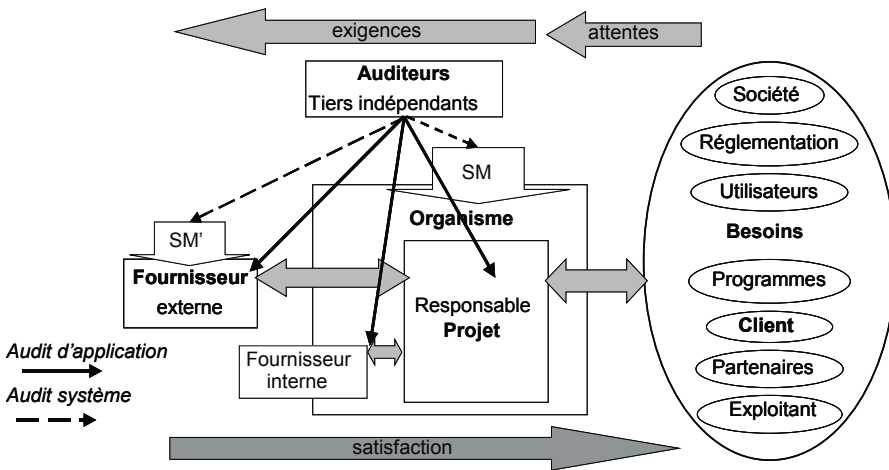 exigences
attentes
Auditeurs
Tiers indépendants
Société
Réglementation
Utilisateurs
Besoins
Programmes
Client
Partenaires
Exploitant
SM
Organisme
SM'
Fournisseur
externe
Responsable
Projet
Fournisseur
interne
Audit d'application
Audit système
satisfaction